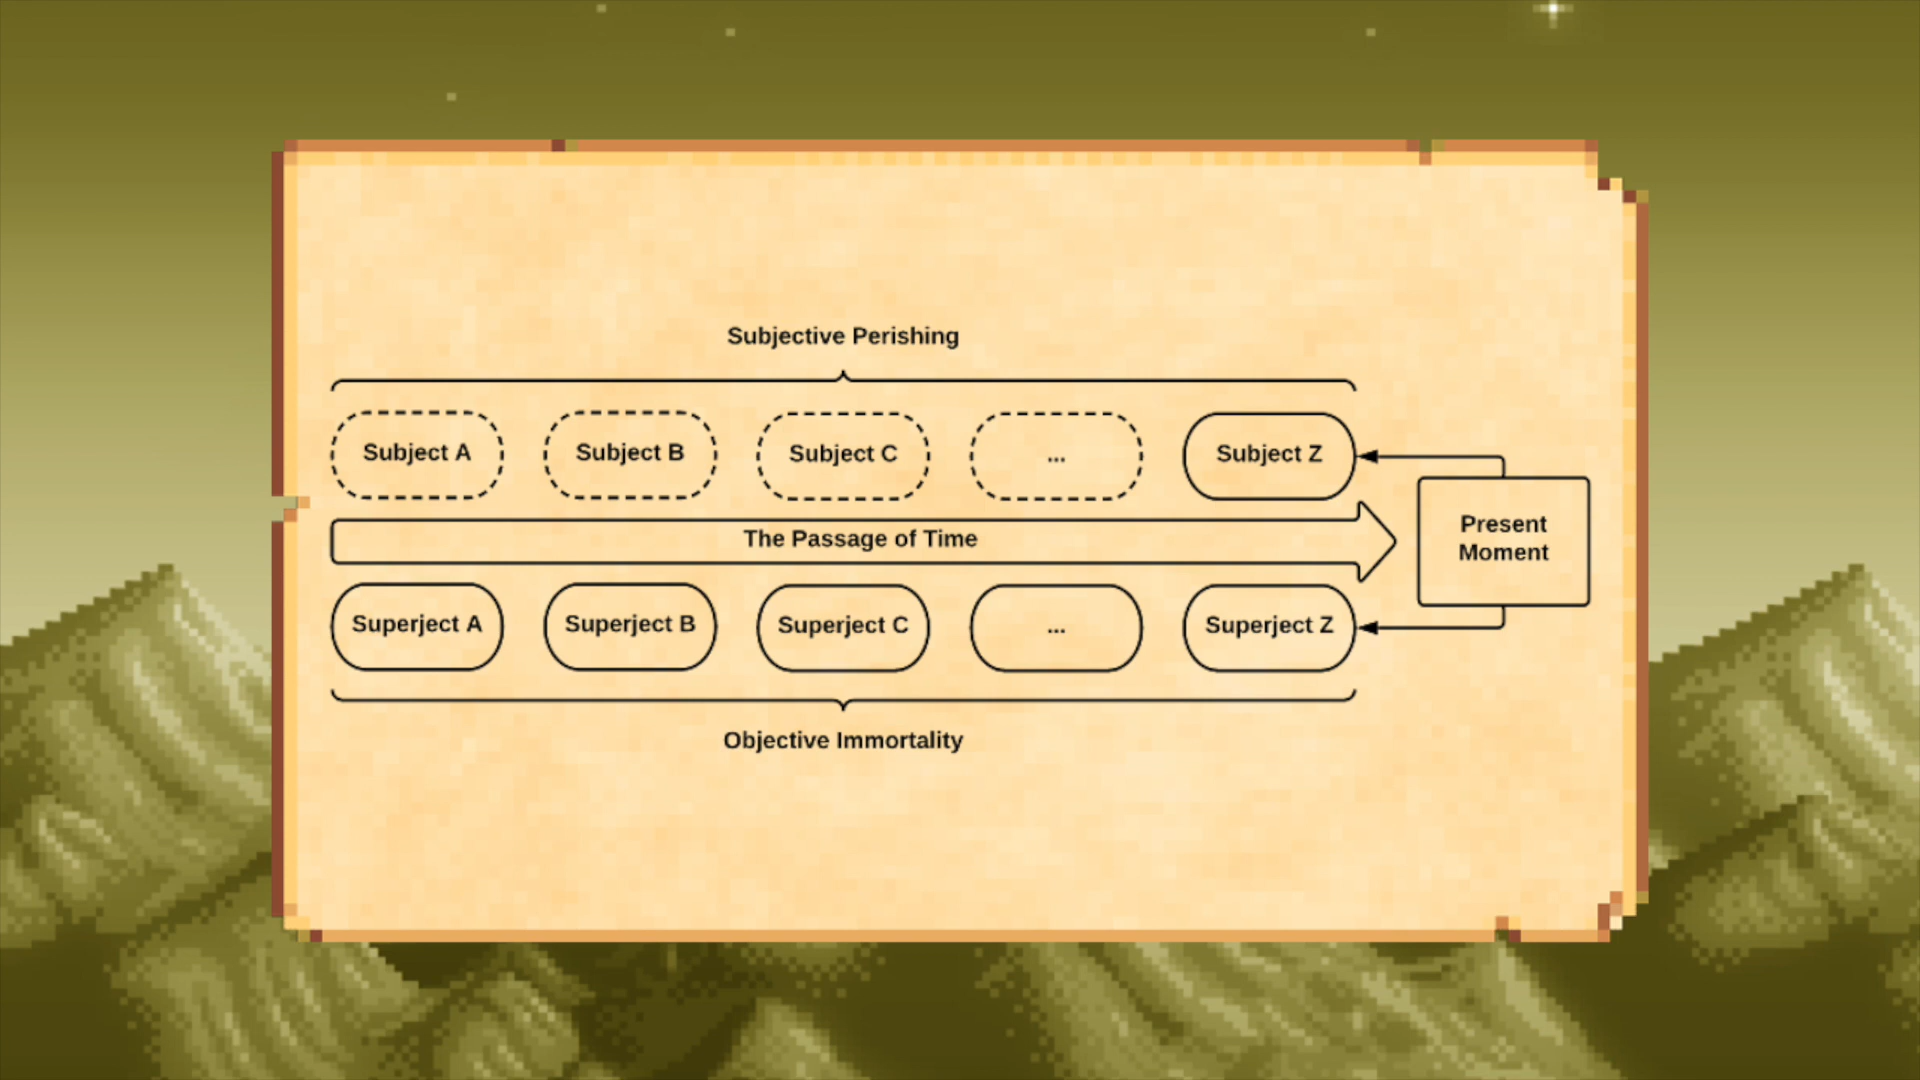 Subjective Perishing
Subject A
Subject B
Subject C
...
Subject Z
The Passage of Time
Present
Moment
Superject A
Superject B
Superject C
...
Superject Z
Objective Immortality